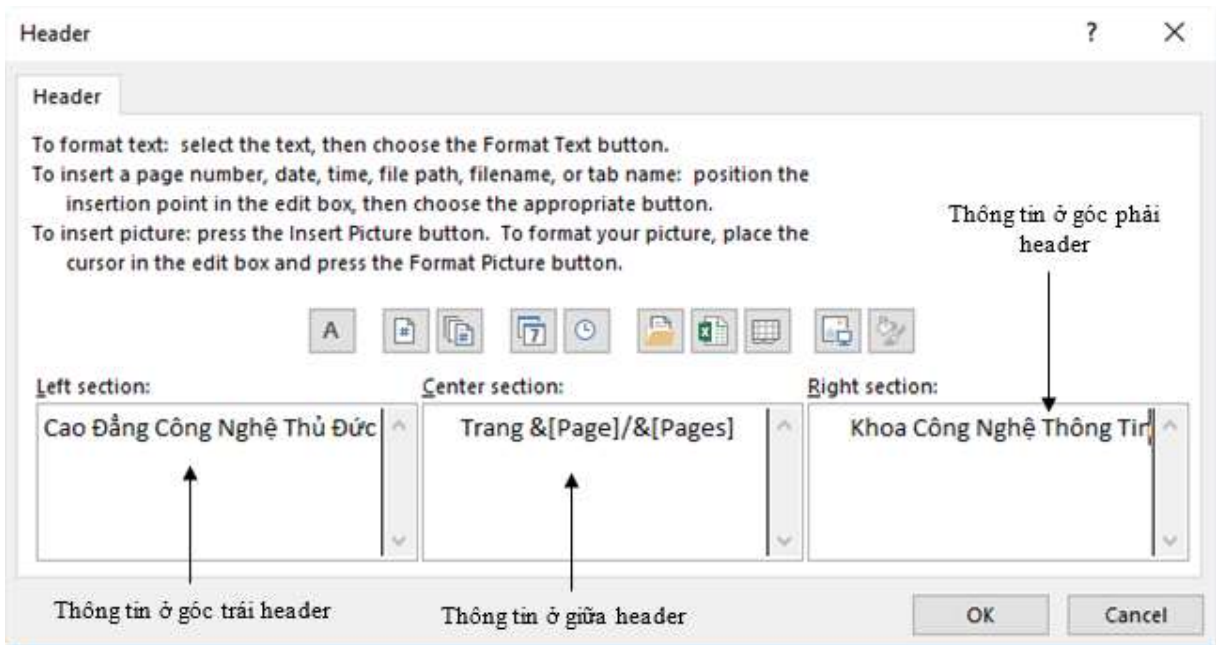 Header
?
Header
To format text: select the text, then choose the Format Text button.
To insert a page number, date, time, file path, filename, or tab name: position the
insertion point in the edit box, then choose the appropriate button.
To insert picture: press the Insert Picture button. To format your picture, place the
cursor in the edit box and press the Format Picture button.
Thông tin ở góc phải
header
A
Left section:
Center section:
Right section:
Cao Đẳng Công Nghệ Thủ Đức
Trang &[Page]/&[Pages]
Khoa Công Nghệ Thông Tin
Thông tin ở góc trái header
Thông tin ở giữa header
OK
Cancel